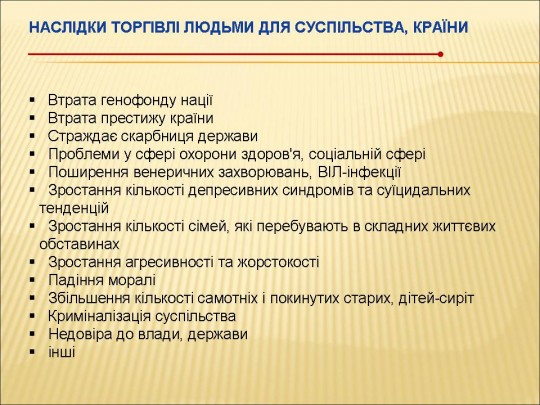 НАСЛІДКИ ТОРГІВЛІ ЛЮДЬМИ ДЛЯ СУСПІЛЬСТВА, КРАЇНИ
▪ Втрата генофонду нації
▪ Втрата престижу країни
▪ Страждає скарбниця держави
▪ Проблеми у сфері охорони здоров'я, соціальній сфері
▪ Поширення венеричних захворювань, ВІЛ-інфекції
▪ Зростання кількості депресивних синдромів та суїцидальних
тенденцій
▪ Зростання кількості сімей, які перебувають в складних життєвих
обставинах
▪ Зростання агресивності та жорстокості
▪ Падіння моралі
▪ Збільшення кількості самотніх і покинутих старих, дітей-сиріт
▪ Криміналізація суспільства
▪ Недовіра до влади, держави
▪ інші